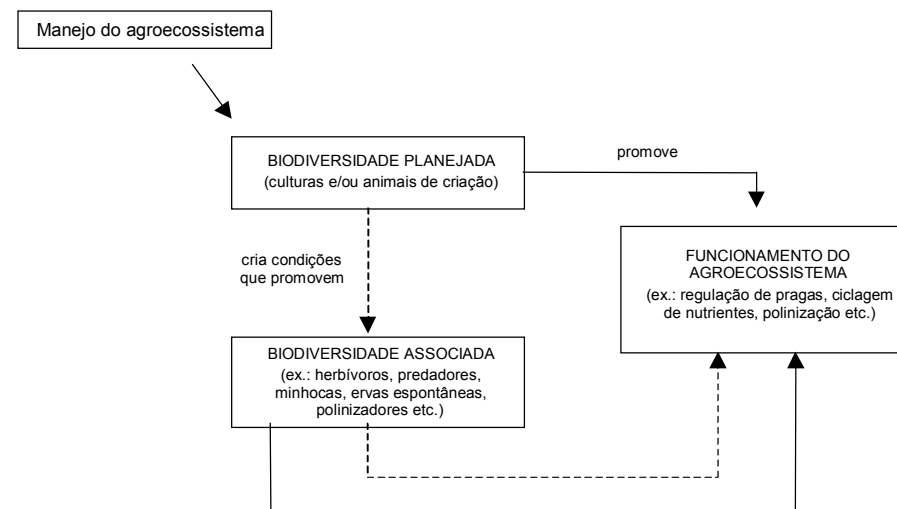 Manejo do agroecossistema
BIODIVERSIDADE PLANEJADA
(culturas e/ou animais de criação)
promove
cria condições
que promovem
FUNCIONAMENTO DO
AGROECOSSISTEMA
(ex.: regulação de pragas, ciclagem
de nutrientes, polinização etc.)
BIODIVERSIDADE ASSOCIADA
(ex.: herbívoros, predadores,
minhocas, ervas espontâneas,
polinizadores etc.)